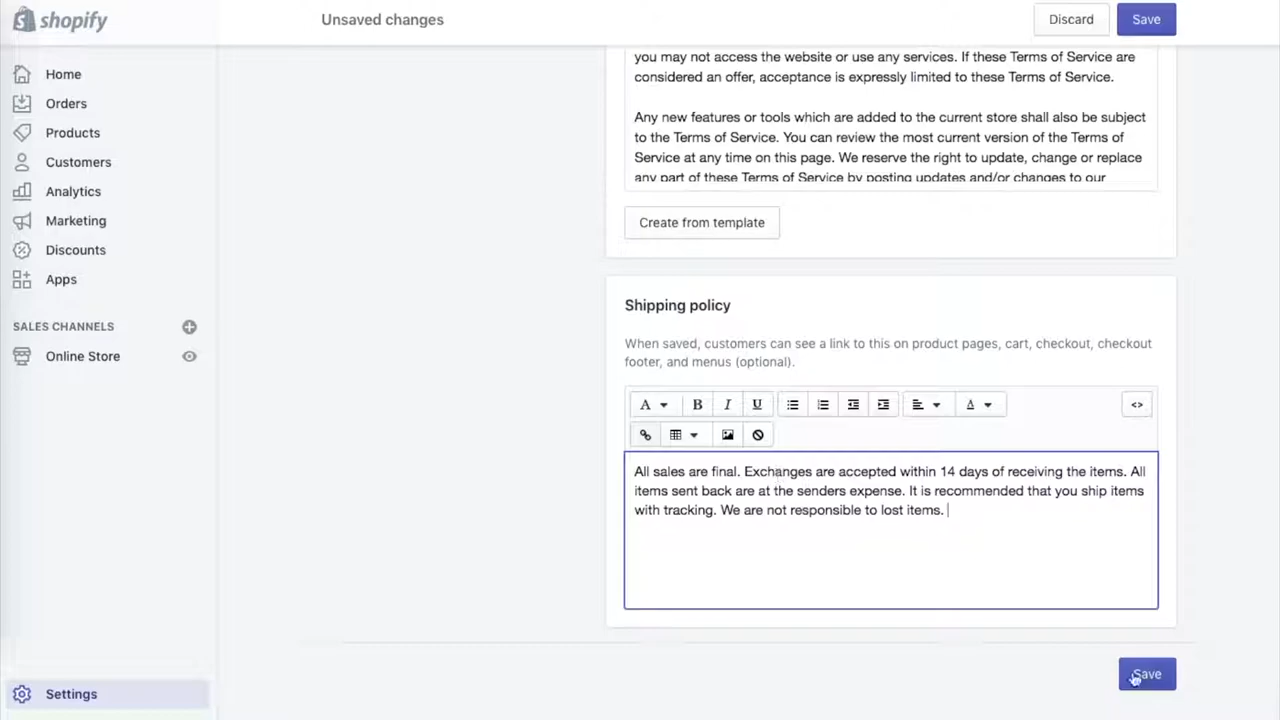 shopify
Unsaved changes
Discard
Save
Home
Orders
Products
Customers
Analytics
Marketing
Discounts
Apps
SALES CHANNELS
Online Store
Settings
you may not access the website or use any services. If these Terms of Service are
considered an offer, acceptance is expressly limited to these Terms of Service.
Any new features or tools which are added to the current store shall also be subject
to the Terms of Service. You can review the most current version of the Terms of
Service at any time on this page. We reserve the right to update, change or replace
any part of these Terms of Service by posting updates and/or changes to our
Create from template
Shipping policy
When saved, customers can see a link to this on product pages, cart, checkout, checkout
footer, and menus (optional).
A B I U A <>
All sales are final. Exchanges are accepted within 14 days of receiving the items. All
items sent back are at the senders expense. It is recommended that you ship items
with tracking. We are not responsible to lost items.
Save